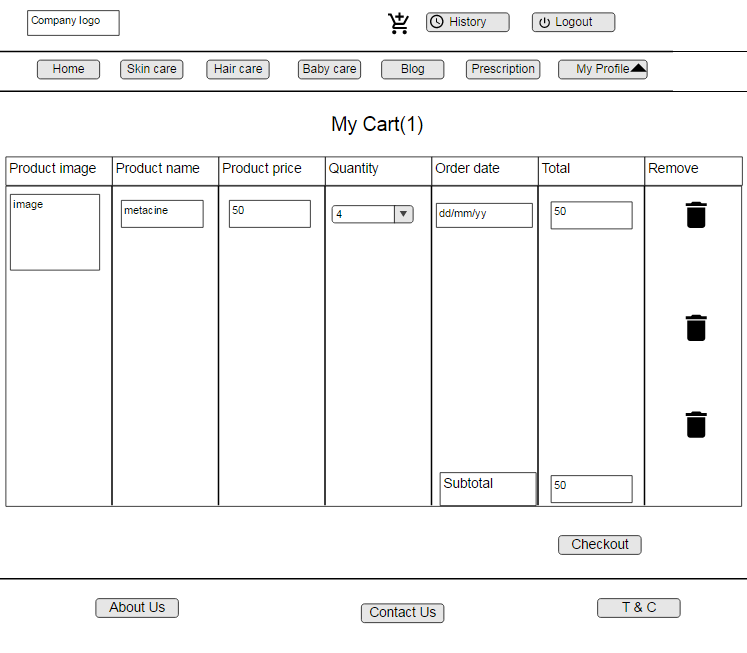 Company logo
History
Logout
Home
Skin care
Hair care
Baby care
Blog
Prescription
My Profile
My Cart(1)
Product image
Product name
Product price
Quantity
Order date
Total
Remove
image
metacine
50
4
dd/mm/yy
50
Subtotal
50
Checkout
About Us
Contact Us
T & C